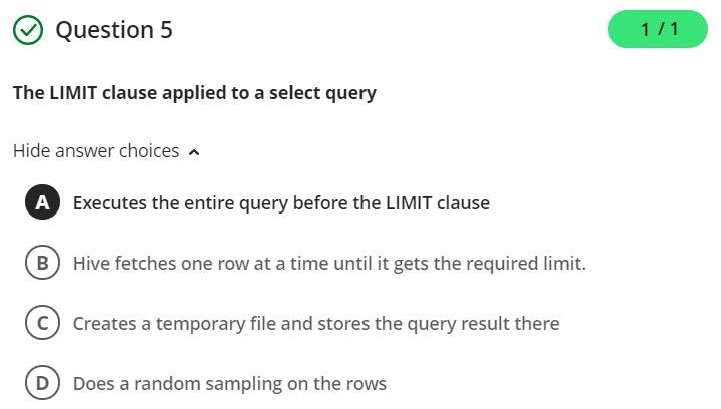 Question 5
1 / 1
The LIMIT clause applied to a select query
Hide answer choices
A Executes the entire query before the LIMIT clause
B Hive fetches one row at a time until it gets the required limit.
C Creates a temporary file and stores the query result there
D Does a random sampling on the rows